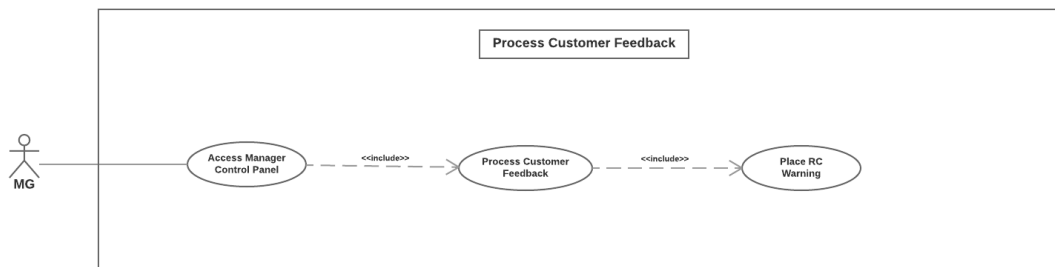 Process Customer Feedback
MG
Access Manager
Control Panel
<<include>>
Process Customer
Feedback
<<include>>
Place RC
Warning